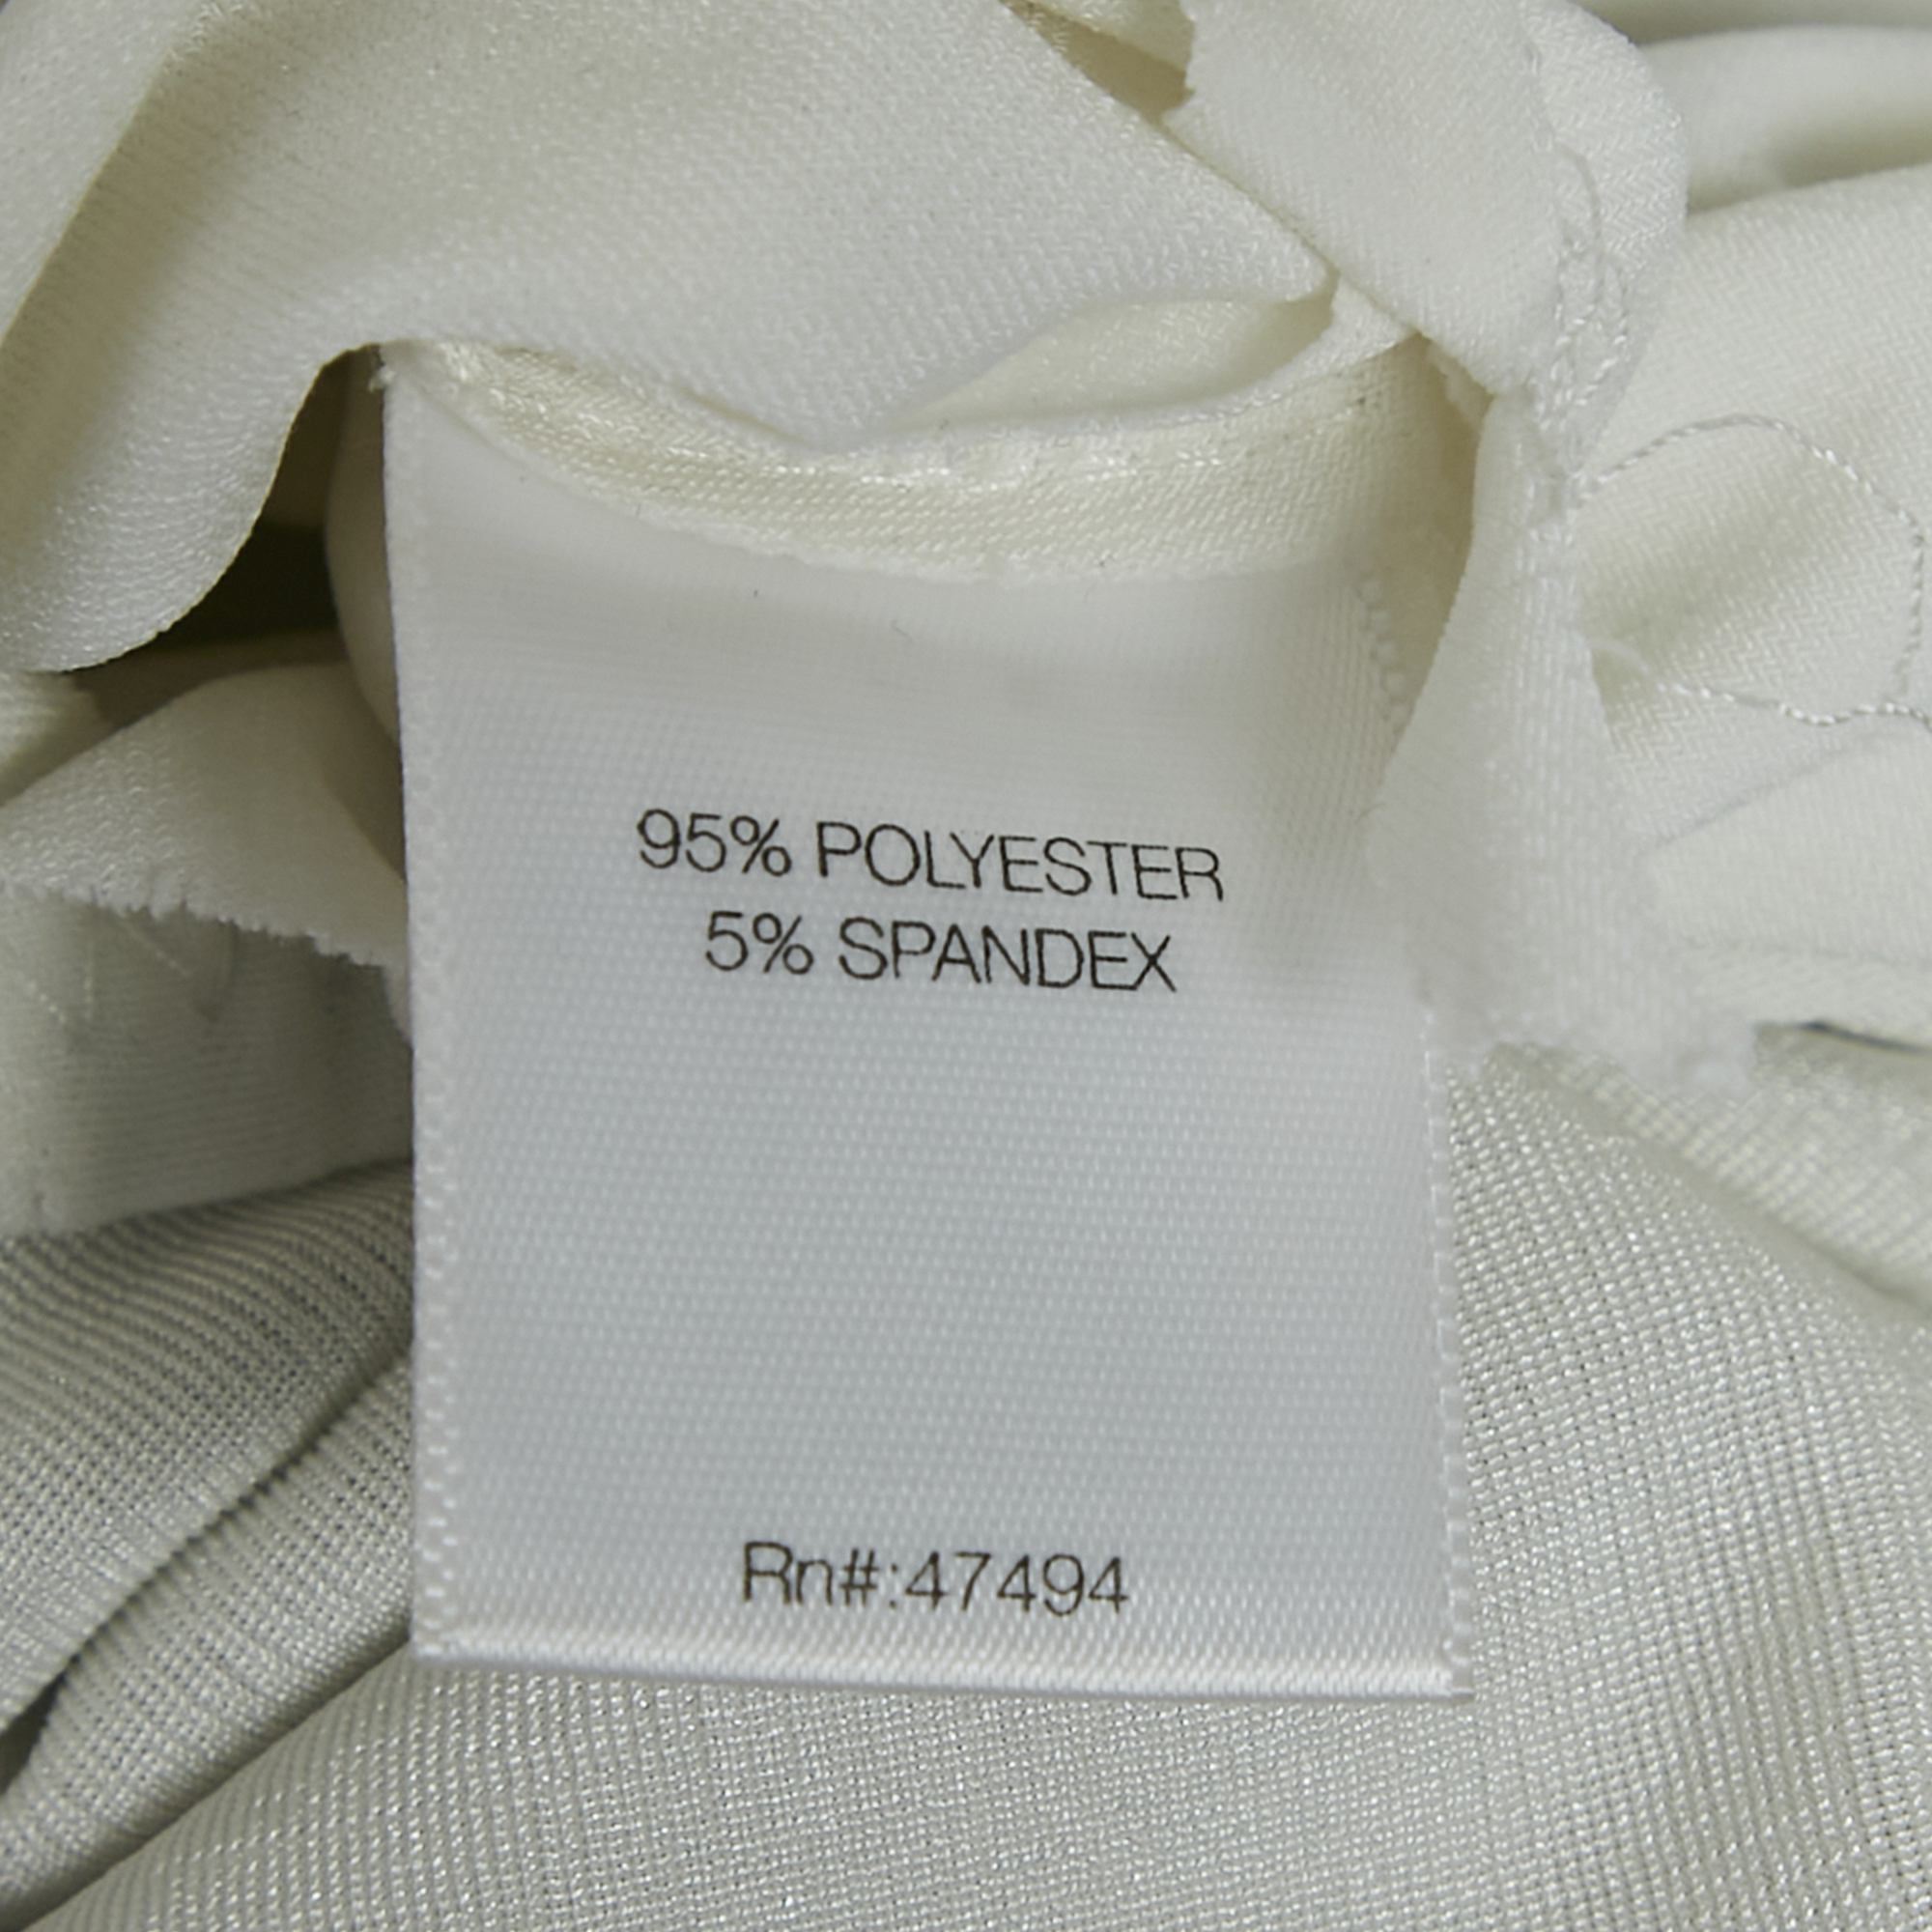 95% POLYESTER
5% SPANDEX
Rn#:47494